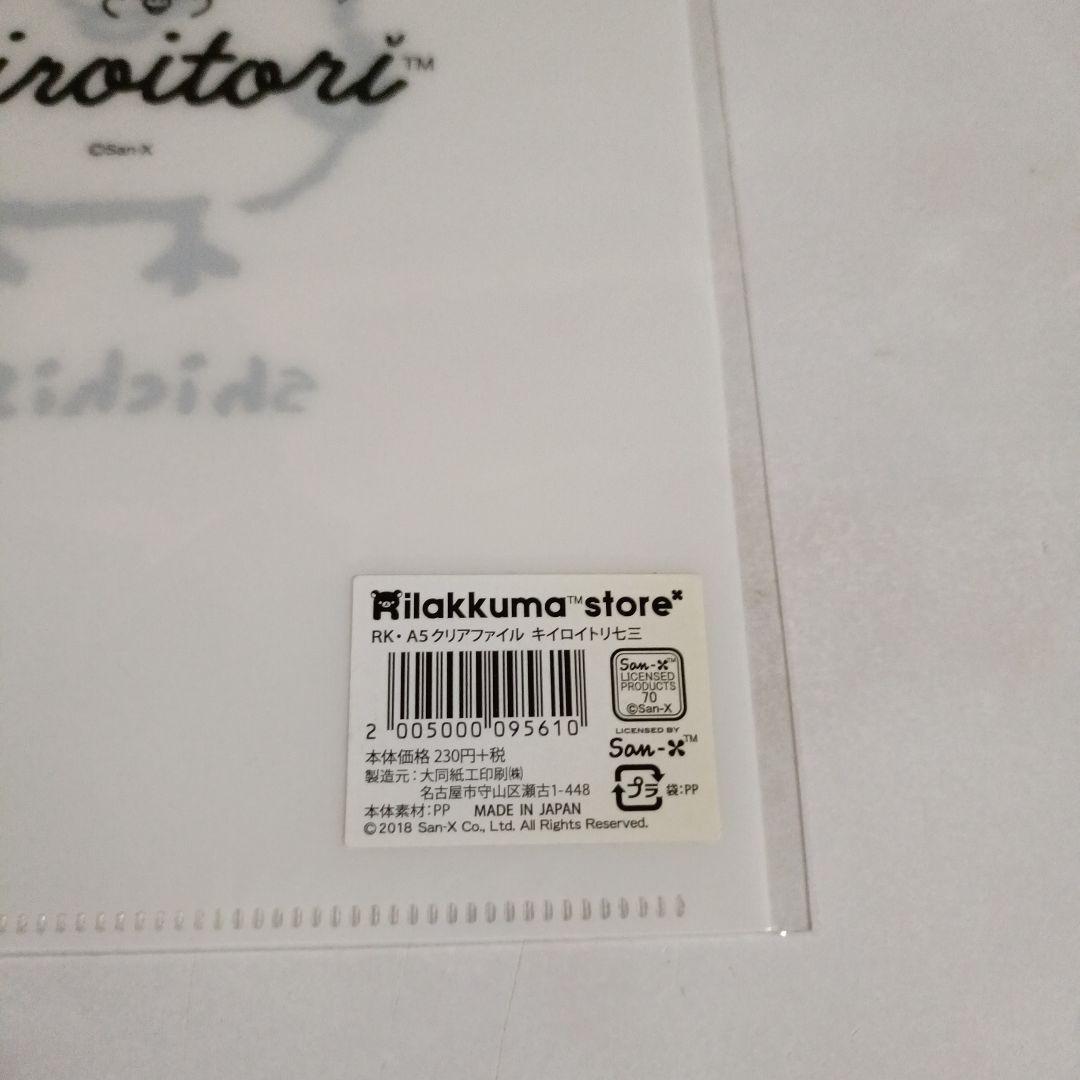 iroitori™
©San-X
shichis
Rilakkuma™store
RK・A5クリアファイル キイロイトリ七三
San-X™
LICENSED
PRODUCTS
70
©San-X
2 005000 095610
LICENSED BY
San-X™
本体価格 230円+税
製造元：大同紙工印刷㈱
名古屋市守山区瀬古1-448
プラ 袋:PP
本体素材：PP MADE IN JAPAN
©2018 San-X Co., Ltd. All Rights Reserved.